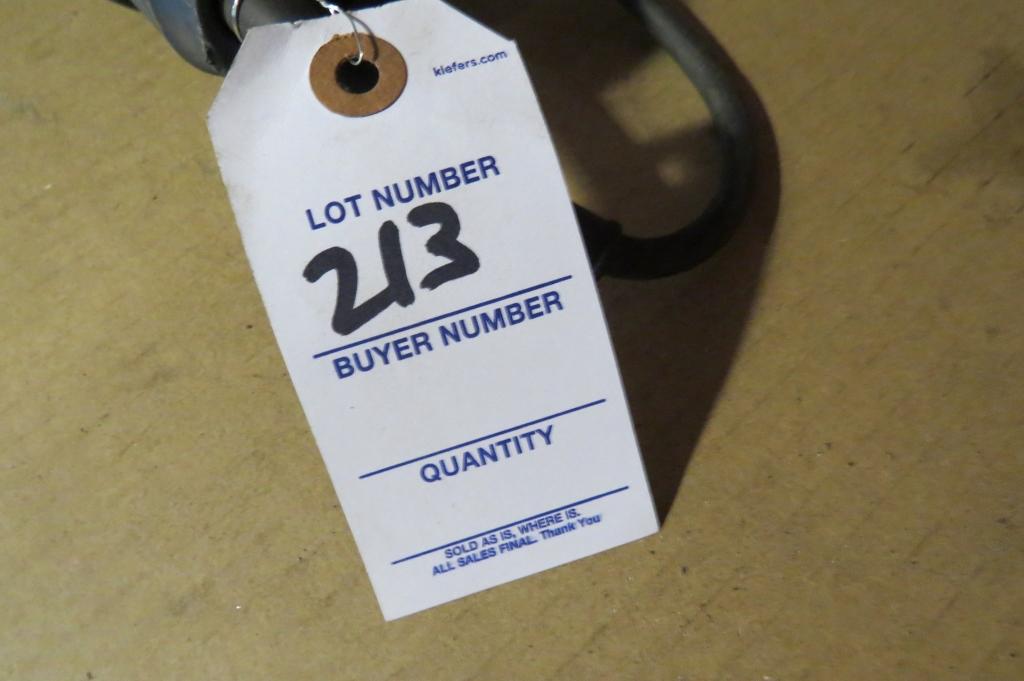 kiefers.com
LOT NUMBER
213
BUYER NUMBER
QUANTITY
SOLD AS IS, WHERE IS.
ALL SALES FINAL. Thank You